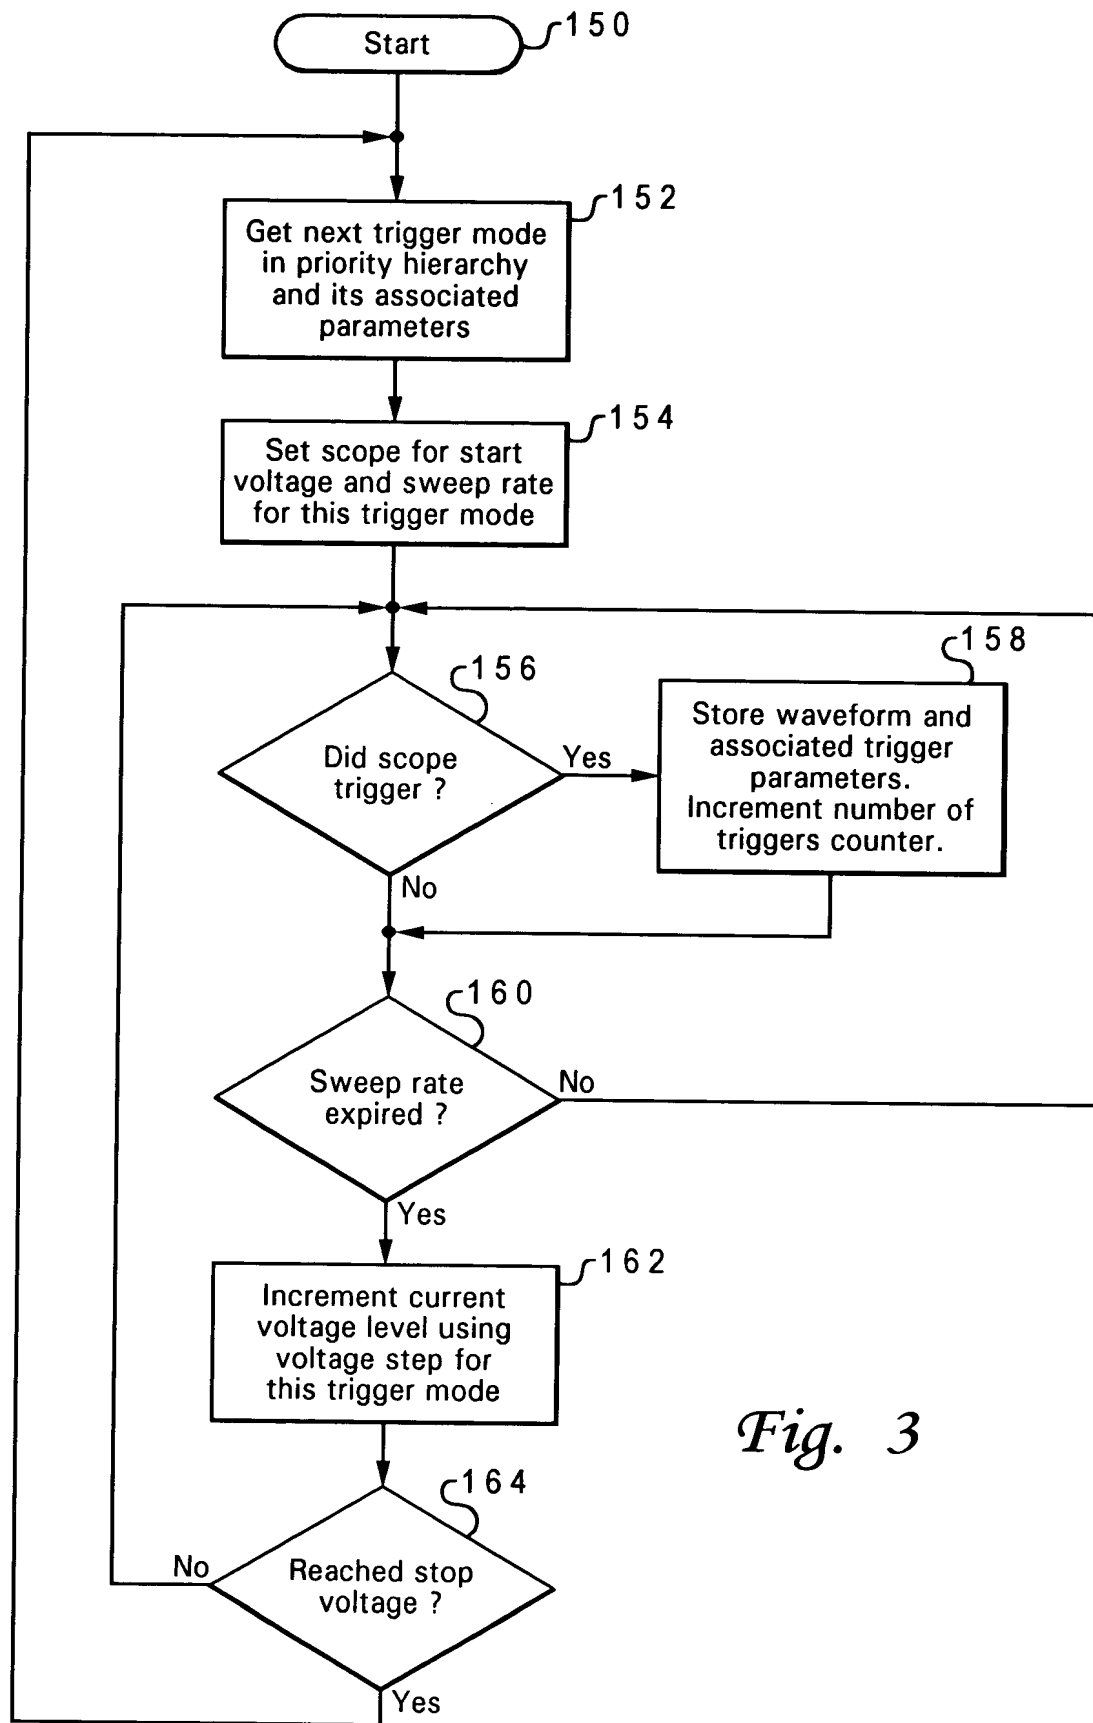 Start
150
152
Get next trigger mode
in priority hierarchy
and its associated
parameters
154
Set scope for start
voltage and sweep rate
for this trigger mode
156
Did scope
trigger ?
Yes
No
158
Store waveform and
associated trigger
parameters.
Increment number of
triggers counter.
160
Sweep rate
expired ?
No
Yes
162
Increment current
voltage level using
voltage step for
this trigger mode
164
Reached stop
voltage ?
No
Yes
Fig. 3